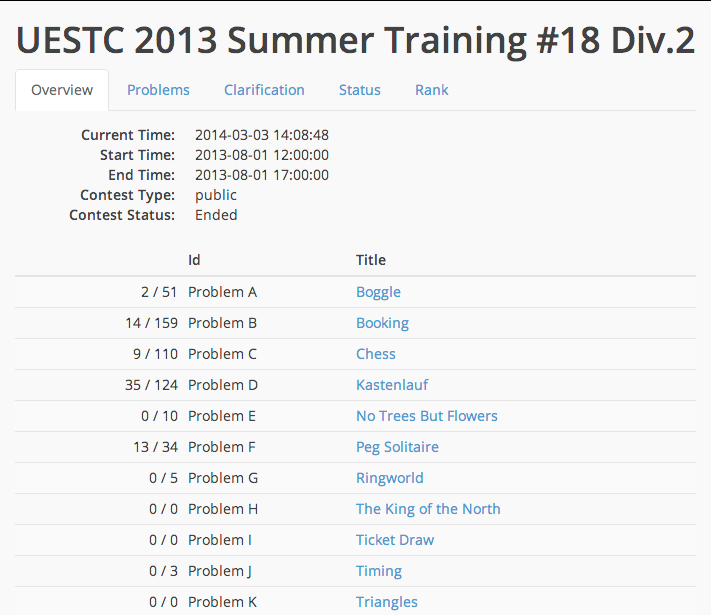 UESTC 2013 Summer Training #18 Div.2
Overview Problems Clarification Status Rank
Current Time: 2014-03-03 14:08:48
Start Time: 2013-08-01 12:00:00
End Time: 2013-08-01 17:00:00
Contest Type: public
Contest Status: Ended
Id Title
2 / 51 Problem A Boggle
14 / 159 Problem B Booking
9 / 110 Problem C Chess
35 / 124 Problem D Kastenlauf
0 / 10 Problem E No Trees But Flowers
13 / 34 Problem F Peg Solitaire
0 / 5 Problem G Ringworld
0 / 0 Problem H The King of the North
0 / 0 Problem I Ticket Draw
0 / 3 Problem J Timing
0 / 0 Problem K Triangles